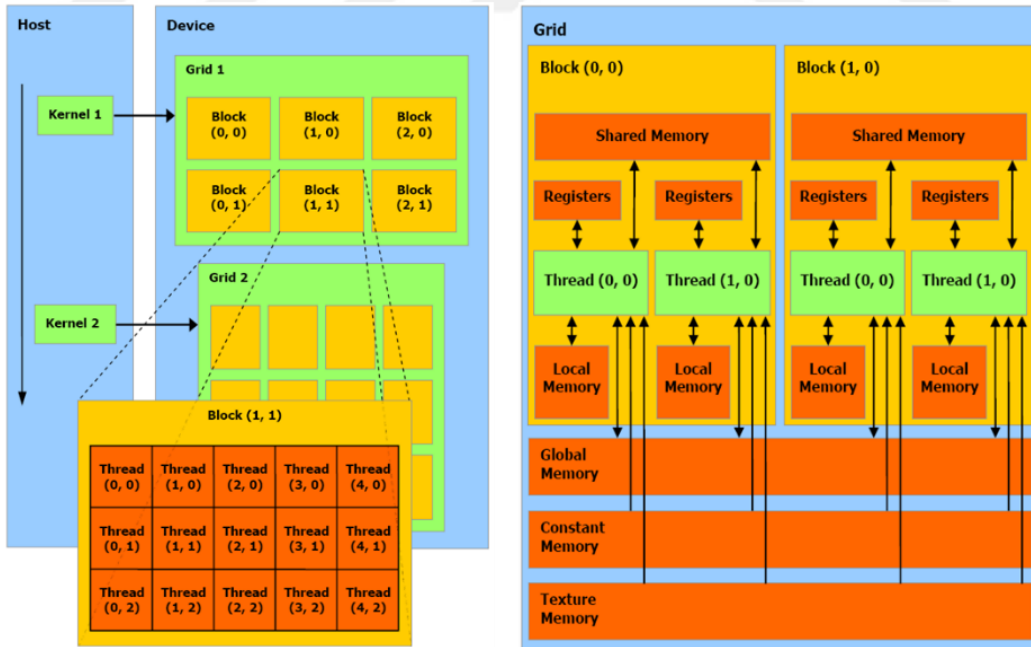 Host
Device
Grid 1
Kernel 1
Block
(0, 0)
Block
(1, 0)
Block
(2, 0)
Block
(0, 1)
Block
(1, 1)
Block
(2, 1)
Grid 2
Kernel 2
Block (1, 1)
Thread
(0, 0)
Thread
(1, 0)
Thread
(2, 0)
Thread
(3, 0)
Thread
(4, 0)
Thread
(0, 1)
Thread
(1, 1)
Thread
(2, 1)
Thread
(3, 1)
Thread
(4, 1)
Thread
(0, 2)
Thread
(1, 2)
Thread
(2, 2)
Thread
(3, 2)
Thread
(4, 2)
Grid
Block (0, 0)
Shared Memory
Registers
Registers
Thread (0, 0)
Thread (1, 0)
Local
Memory
Local
Memory
Block (1, 0)
Shared Memory
Registers
Registers
Thread (0, 0)
Thread (1, 0)
Local
Memory
Local
Memory
Global
Memory
Constant
Memory
Texture
Memory